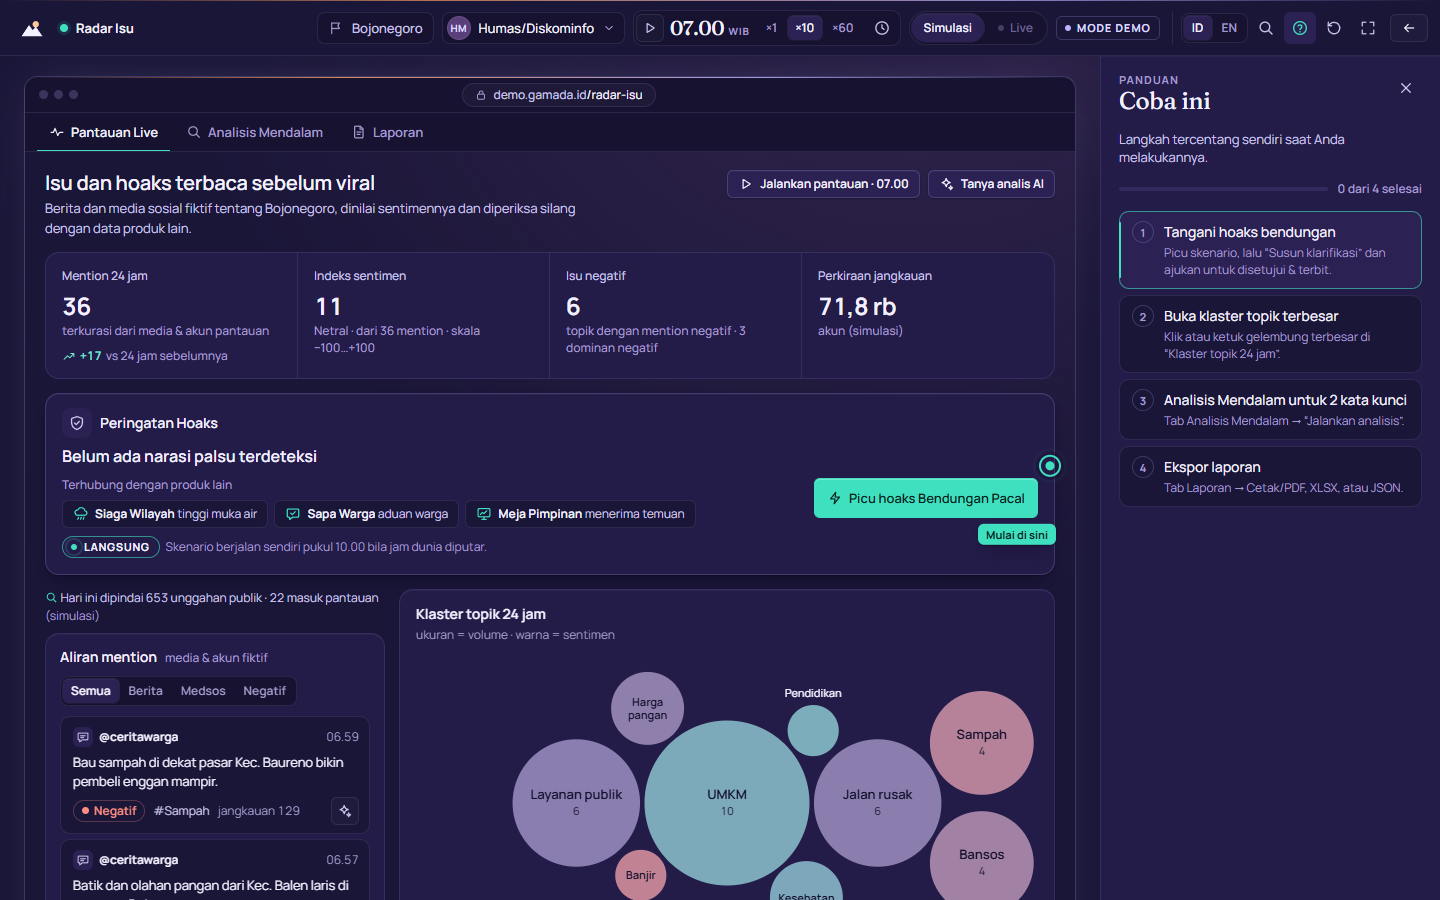 Radar Isu
Bojonegoro
HM Humas/Diskominfo
07.00 WIB
×1 ×10 ×60
Simulasi
Live
MODE DEMO
ID EN
demo.gamada.id/radar-isu
Pantauan Live
Analisis Mendalam
Laporan
Isu dan hoaks terbaca sebelum viral
Berita dan media sosial fiktif tentang Bojonegoro, dinilai sentimennya dan diperiksa silang
dengan data produk lain.
Jalankan pantauan · 07.00
Tanya analis AI
Mention 24 jam
36
terkurasi dari media & akun pantauan
+17 vs 24 jam sebelumnya
Indeks sentimen
11
Netral · dari 36 mention · skala
−100…+100
Isu negatif
6
topik dengan mention negatif · 3
dominan negatif
Perkiraan jangkauan
71,8 rb
akun (simulasi)
Peringatan Hoaks
Belum ada narasi palsu terdeteksi
Terhubung dengan produk lain
Siaga Wilayah tinggi muka air
Sapa Warga aduan warga
Meja Pimpinan menerima temuan
LANGSUNG Skenario berjalan sendiri pukul 10.00 bila jam dunia diputar.
Picu hoaks Bendungan Pacal
Mulai di sini
Hari ini dipindai 653 unggahan publik · 22 masuk pantauan
(simulasi)
Aliran mention media & akun fiktif
Semua Berita Medsos Negatif
@ceritawarga 06.59
Bau sampah di dekat pasar Kec. Baureno bikin
pembeli enggan mampir.
Negatif #Sampah jangkauan 129
@ceritawarga 06.57
Batik dan olahan pangan dari Kec. Balen laris di
Klaster topik 24 jam
ukuran = volume · warna = sentimen
Harga
pangan
Pendidikan
Sampah
4
Layanan publik
6
UMKM
10
Jalan rusak
6
Bansos
4
Banjir
Kesehatan
PANDUAN
Coba ini
Langkah tercentang sendiri saat Anda
melakukannya.
0 dari 4 selesai
1 Tangani hoaks bendungan
Picu skenario, lalu "Susun klarifikasi" dan
ajukan untuk disetujui & terbit.
2 Buka klaster topik terbesar
Klik atau ketuk gelembung terbesar di
"Klaster topik 24 jam".
3 Analisis Mendalam untuk 2 kata kunci
Tab Analisis Mendalam → "Jalankan analisis".
4 Ekspor laporan
Tab Laporan → Cetak/PDF, XLSX, atau JSON.